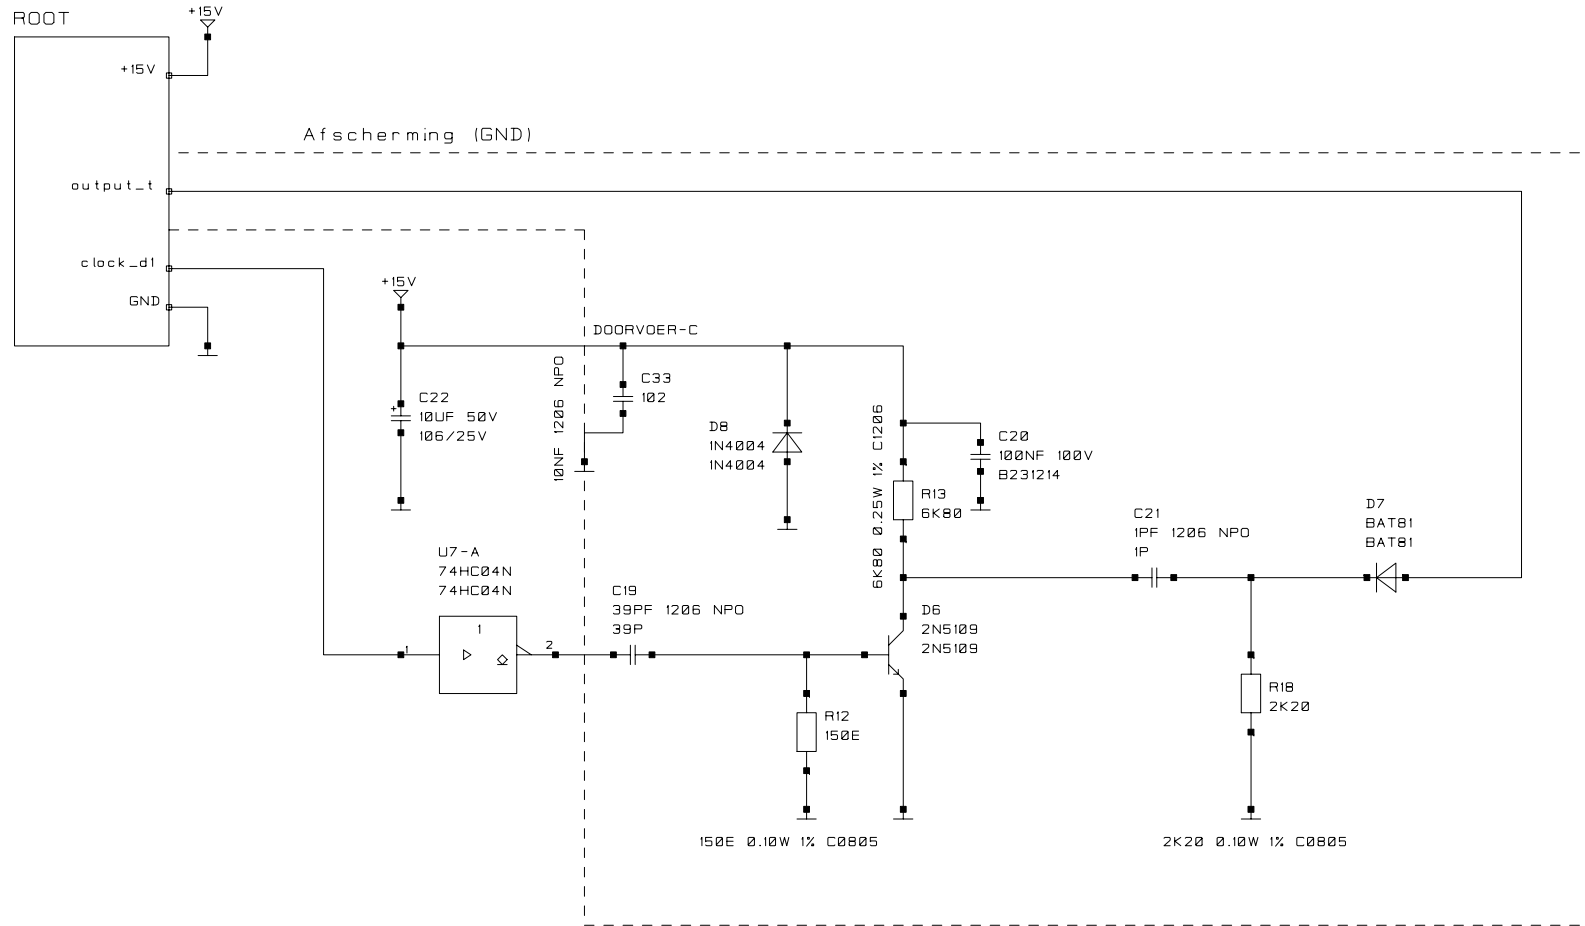 ROOT
+15V
+15V
Afscherming (GND)
output_t
clock_d1
GND
+15V
DOORVOER-C
C22
10UF 50V
106/25V
10NF 1206 NPO
C33
102
D8
1N4004
1N4004
6K80 0.25W 1% C1206
R13
6K80
C20
100NF 100V
B231214
C21
1PF 1206 NPO
1P
D7
BAT81
BAT81
U7-A
74HC04N
74HC04N
1
1
2
C19
39PF 1206 NPO
39P
D6
2N5109
2N5109
R12
150E
R18
2K20
150E 0.10W 1% C0805
2K20 0.10W 1% C0805